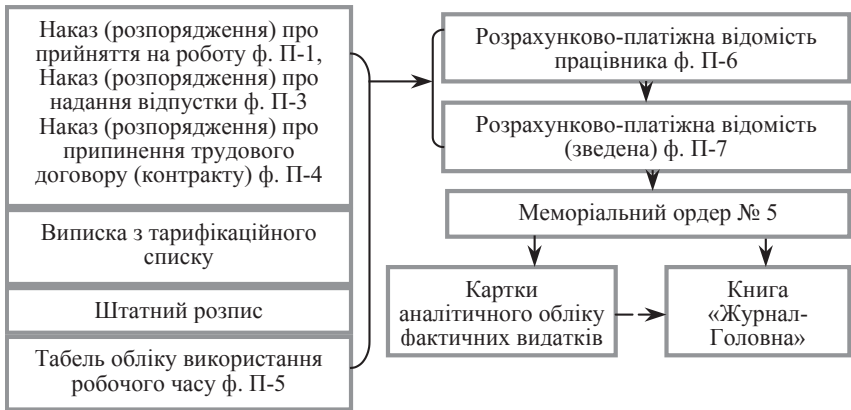 Наказ (розпорядження) про
прийняття на роботу ф. П-1,
Наказ (розпорядження) про
надання відпустки ф. П-3
Наказ (розпорядження) про
припинення трудового
договору (контракту) ф. П-4
Виписка з тарифікаційного
списку
Штатний розпис
Табель обліку використання
робочого часу ф. П-5
Розрахунково-платіжна відомість
працівника ф. П-6
Розрахунково-платіжна відомість
(зведена) ф. П-7
Меморіальний ордер № 5
Картки
аналітичного обліку
фактичних видатків
Книга
«Журнал-
Головна»